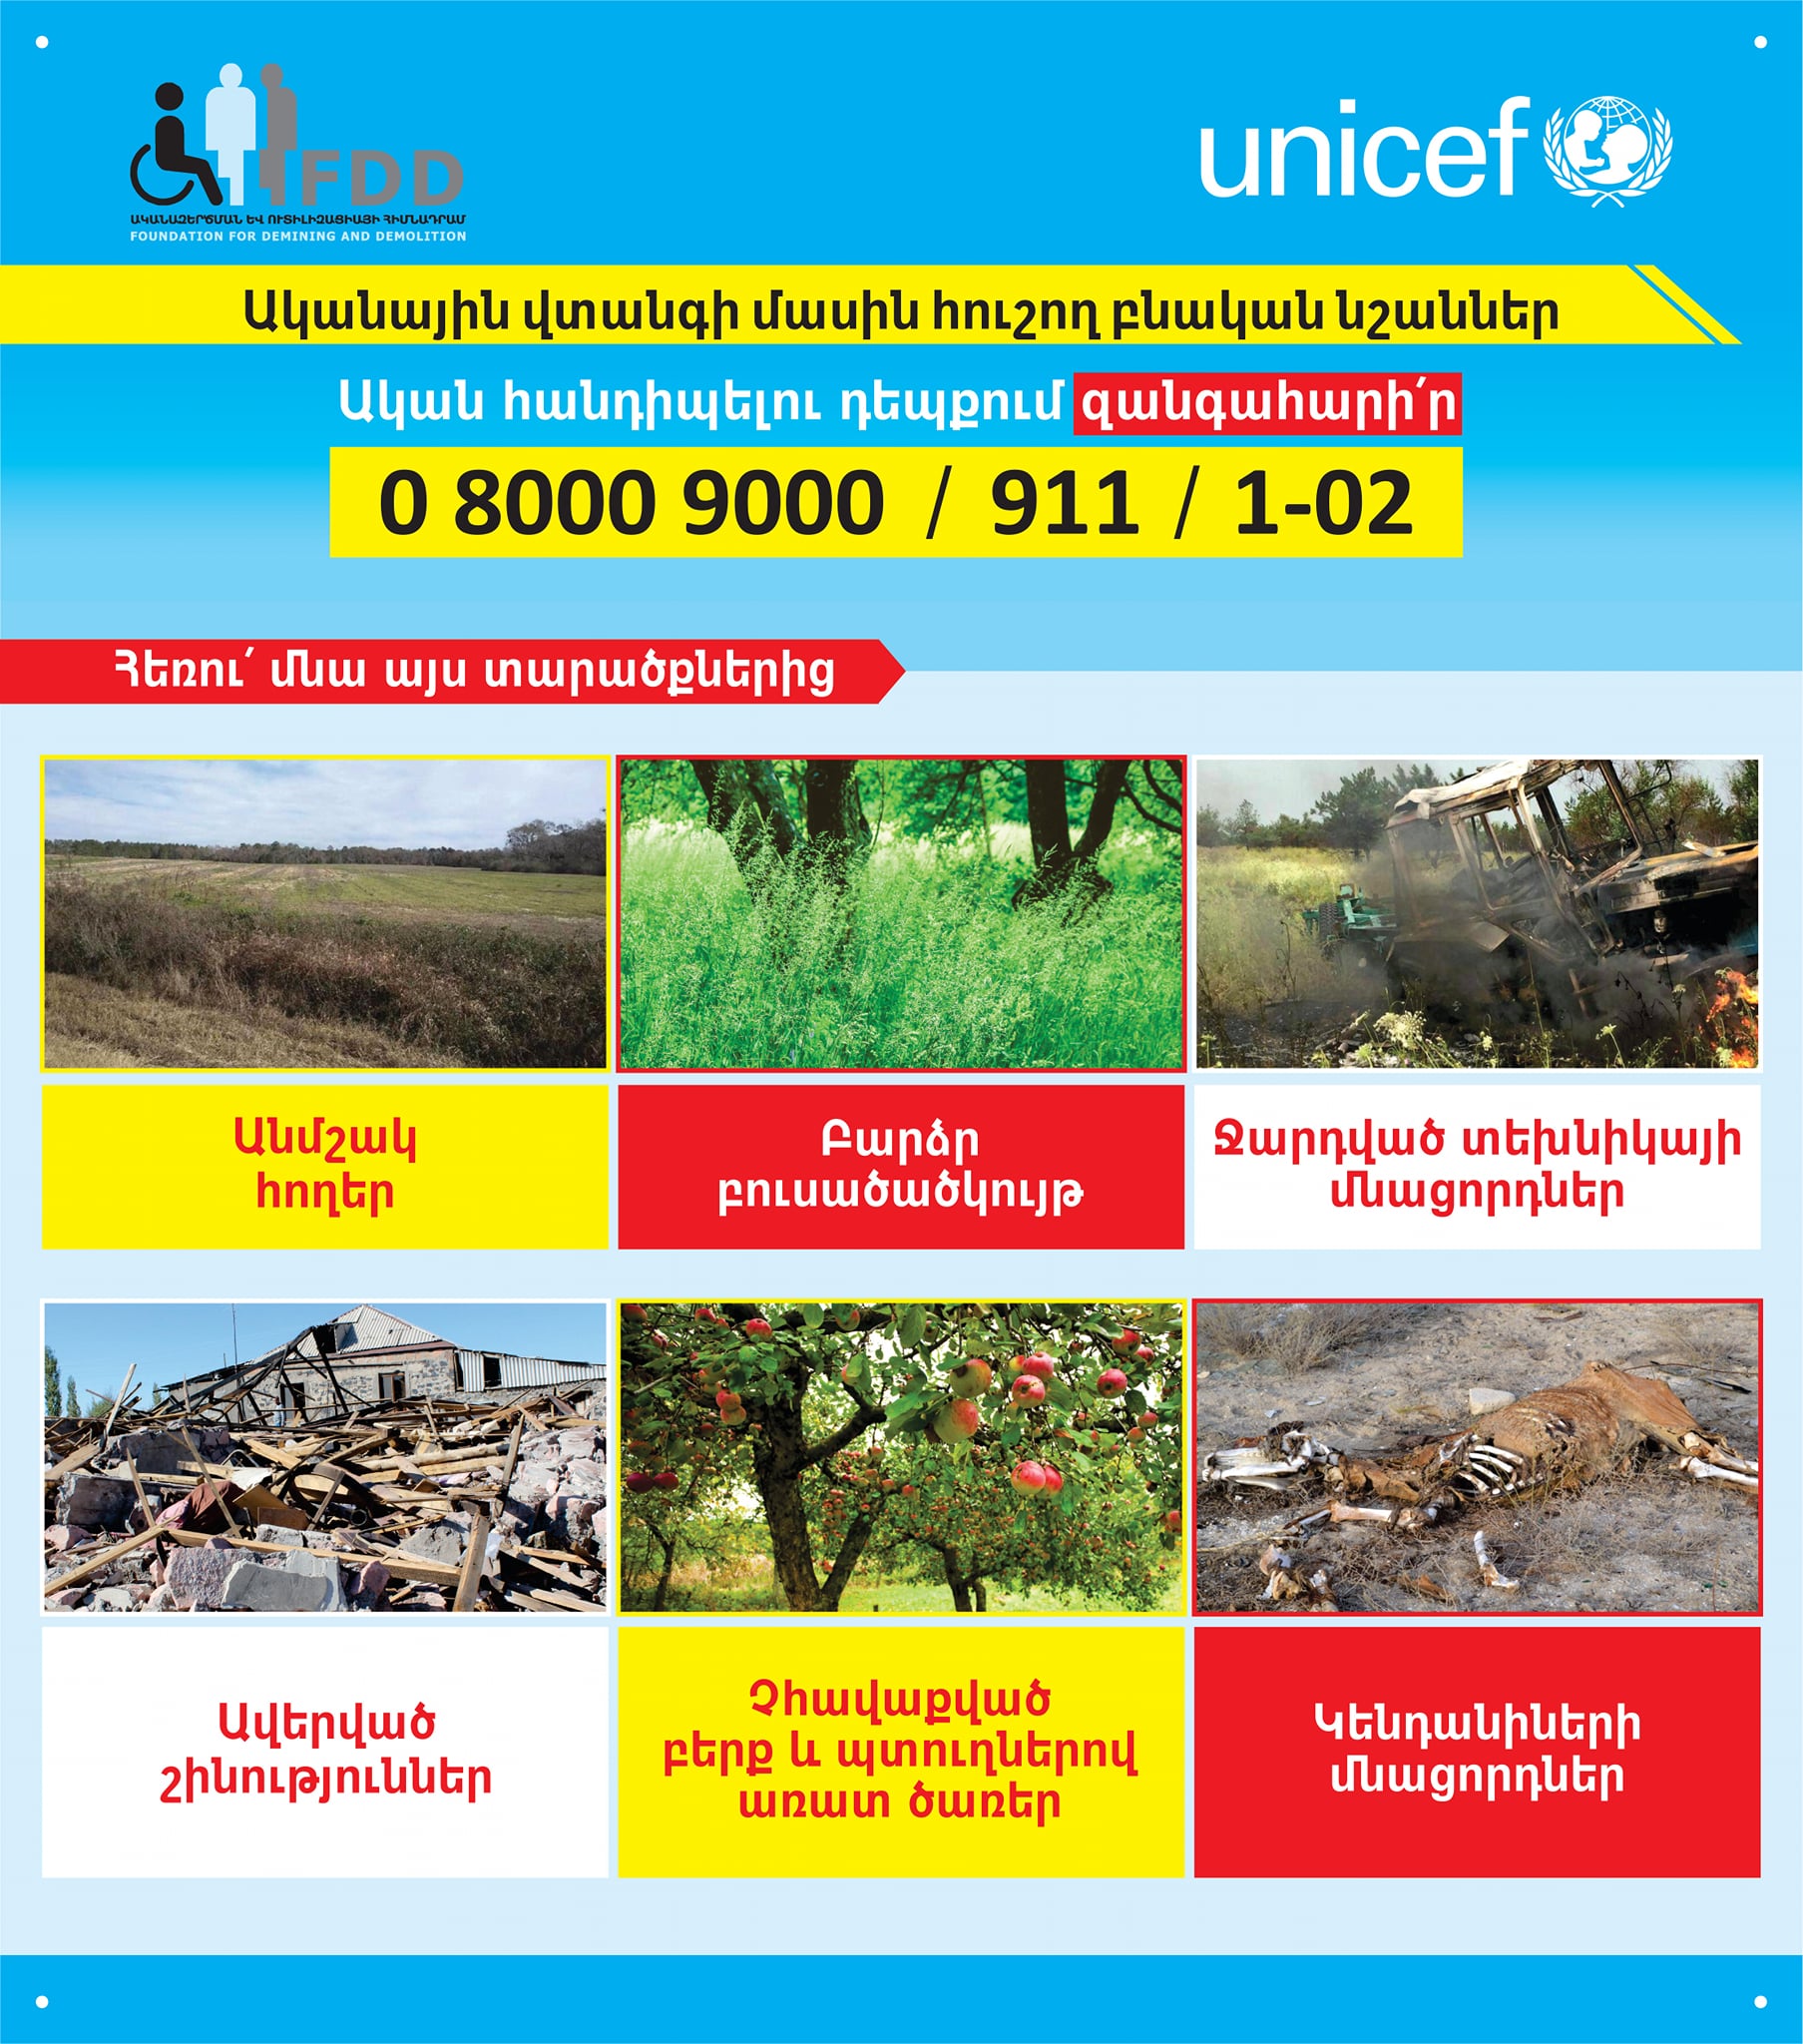 FDD
ԱԿԱՆԱԶԵՐԾՄԱՆ ԵՎ ՈՒՏԻԼԻԶԱՑԻԱՅԻ ՀԻՄՆԱԴՐԱՄ
FOUNDATION FOR DEMINING AND DEMOLITION
unicef
Ականային վտանգի մասին հուշող բնական նշաններ
Ական հանդիպելու դեպքում զանգահարի՛ր
0 8000 9000 / 911 / 1-02
Հեռու՛ մնա այս տարածքներից
Անմշակ
հողեր
Բարձր
բուսածածկույթ
Ջարդված տեխնիկայի
մնացորդներ
Ավերված
շինություններ
Չհավաքված
բերք և պտուղներով
առատ ծառեր
Կենդանիների
մնացորդներ